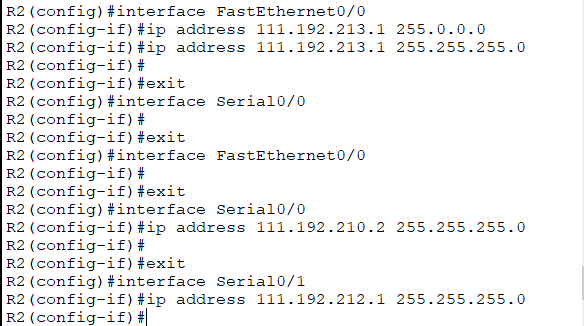 R2(config)#interface FastEthernet0/0
R2(config-if)#ip address 111.192.213.1 255.0.0.0
R2(config-if)#ip address 111.192.213.1 255.255.255.0
R2(config-if)#
R2(config-if)#exit
R2(config)#interface Serial0/0
R2(config-if)#
R2(config-if)#exit
R2(config)#interface FastEthernet0/0
R2(config-if)#
R2(config-if)#exit
R2(config)#interface Serial0/0
R2(config-if)#ip address 111.192.210.2 255.255.255.0
R2(config-if)#
R2(config-if)#exit
R2(config)#interface Serial0/1
R2(config-if)#ip address 111.192.212.1 255.255.255.0
R2(config-if)#